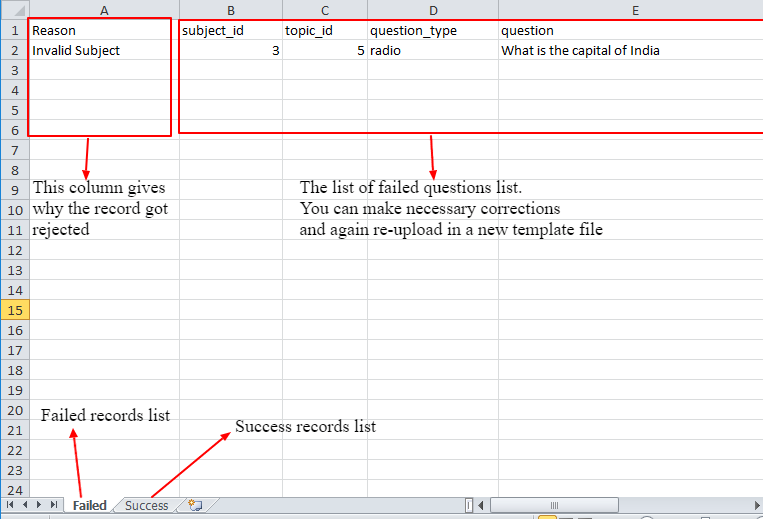 A B C D E
1 Reason subject_id topic_id question_type question
2 Invalid Subject 3 5 radio What is the capital of India
3
4
5
6
7
8
9 This column gives The list of failed questions list.
10 why the record got You can make necessary corrections
11 rejected and again re-upload in a new template file
12
13
14
15
16
17
18
19
20 Failed records list
21 Success records list
22
23
24
Failed Success